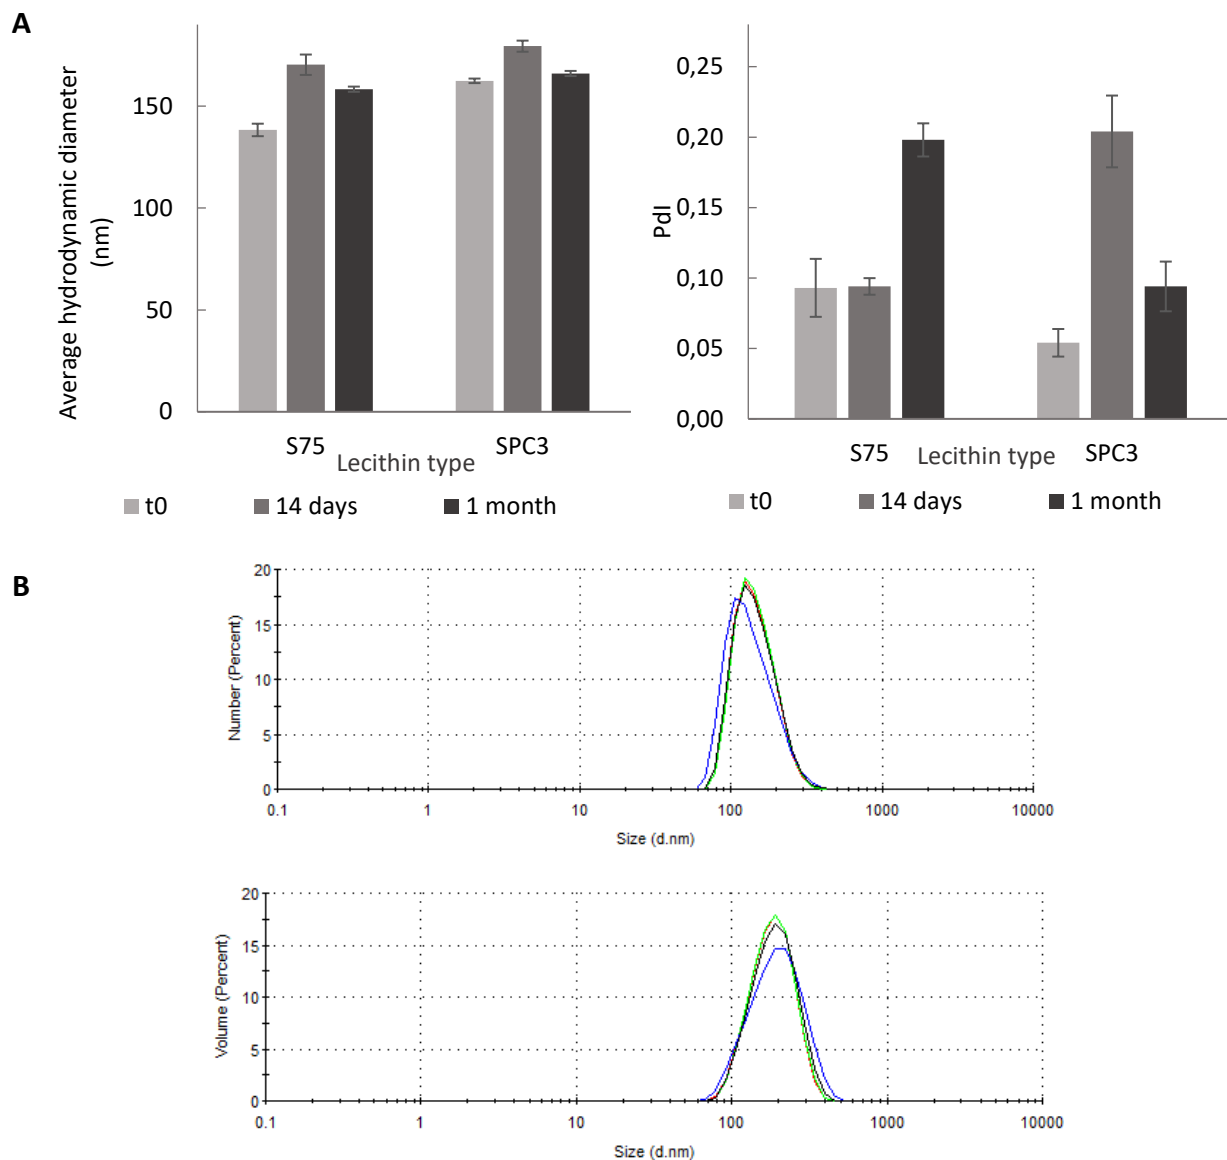 A
Average hydrodynamic diameter
(nm)
150
100
50
0
S75
SPC3
Lecithin type
t0
14 days
1 month
PdI
0,25
0,20
0,15
0,10
0,05
0,00
S75
Lecithin type
SPC3
t0
14 days
1 month
B
Number (Percent)
20
15
10
5
0
0.1
1
10
100
1000
10000
Size (d.nm)
Volume (Percent)
20
15
10
5
0
0.1
1
10
100
1000
10000
Size (d.nm)